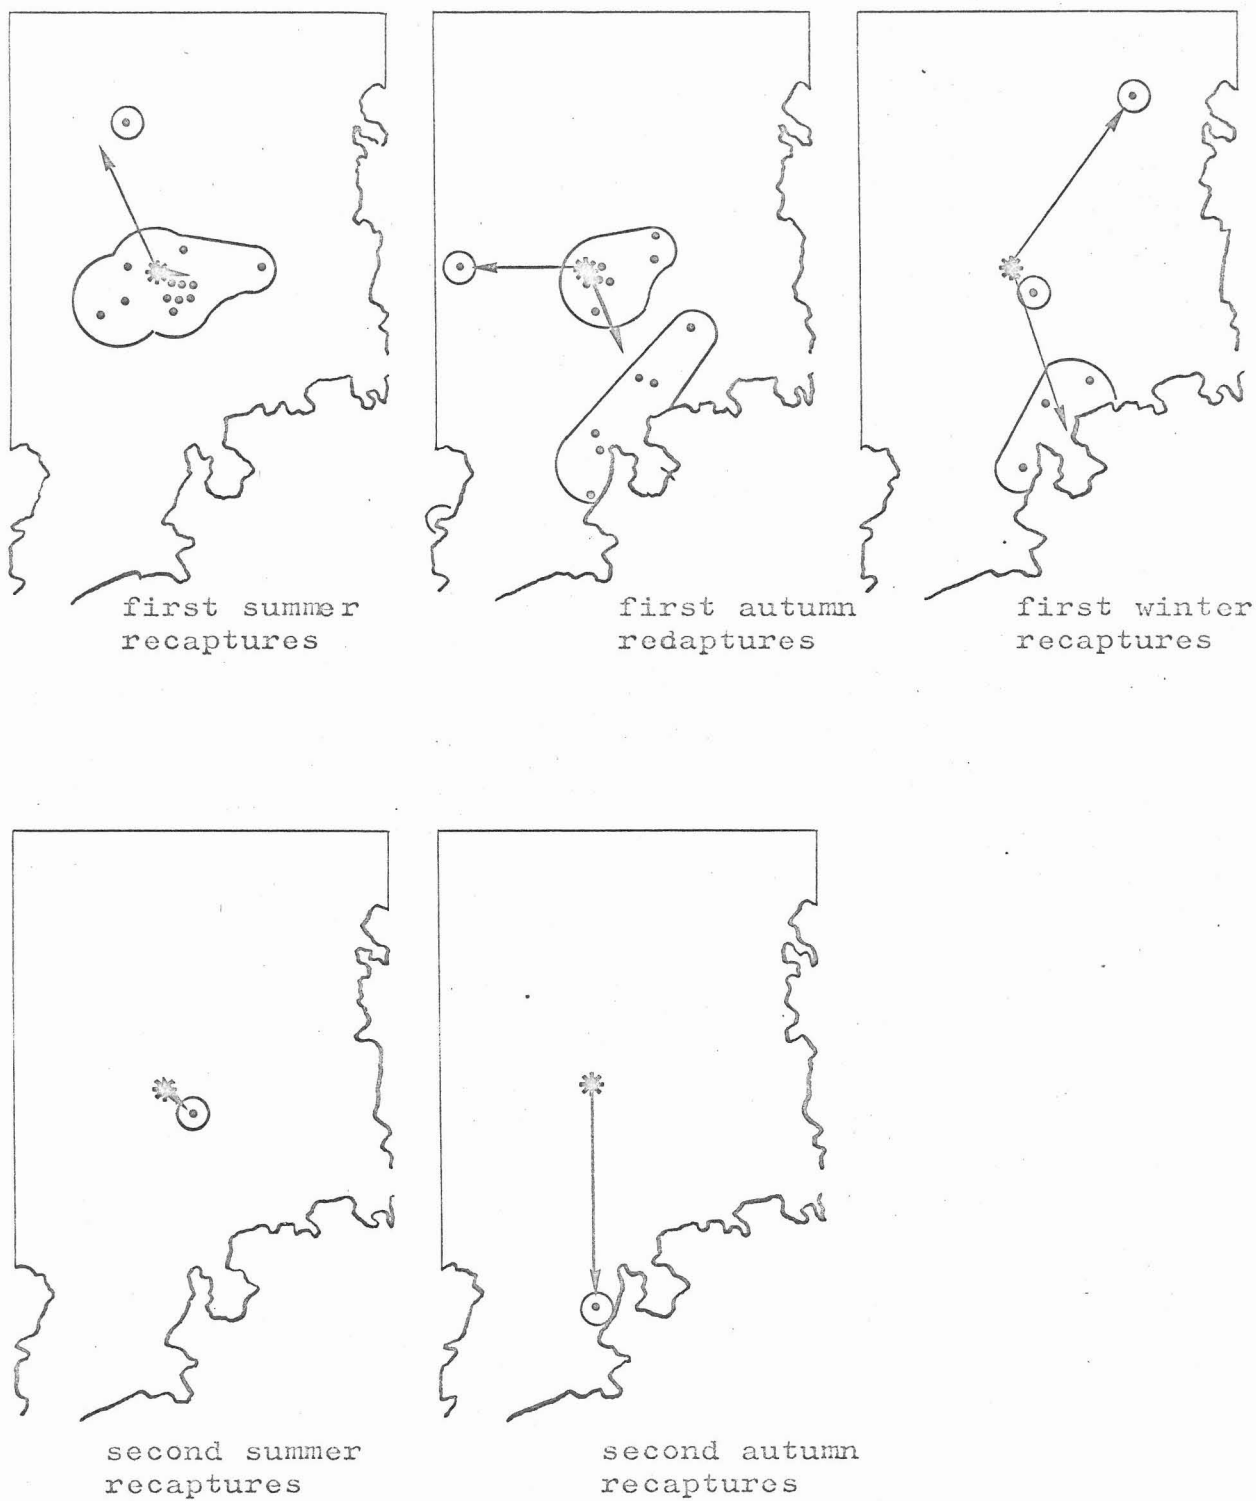 first summer
recaptures
first autumn
redaptures
first winter
recaptures
second summer
recaptures
second autumn
recaptures